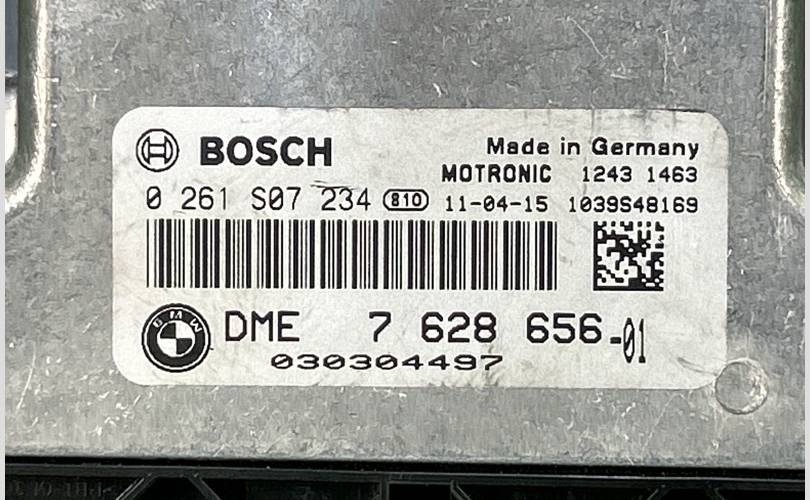 BOSCH
Made in Germany
MOTRONIC 1243 1463
0 261 S07 234 810 11-04-15 1039S48169
BMW
DME 7 628 656-01
030304497